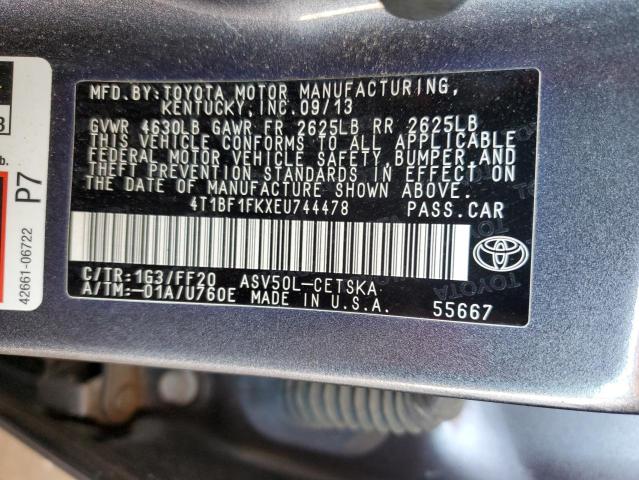 MFD.BY:TOYOTA MOTOR MANUFACTURING,
KENTUCKY,INC.09/13
GVWR 4630LB GAWR FR 2625LB RR 2625LB
THIS VEHICLE CONFORMS TO ALL APPLICABLE
FEDERAL MOTOR VEHICLE SAFETY, BUMPER,AND
THEFT PREVENTION STANDARDS IN EFFECT ON
THE DATE OF MANUFACTURE SHOWN ABOVE.
4T1BF1FKXEU744478 PASS.CAR
C/TR:1G3/FF20 ASV50L-CETSKA
A/TM:-01A/U760E MADE IN U.S.A.
55667
TOYOTA
P7
42661-06722
b.
3